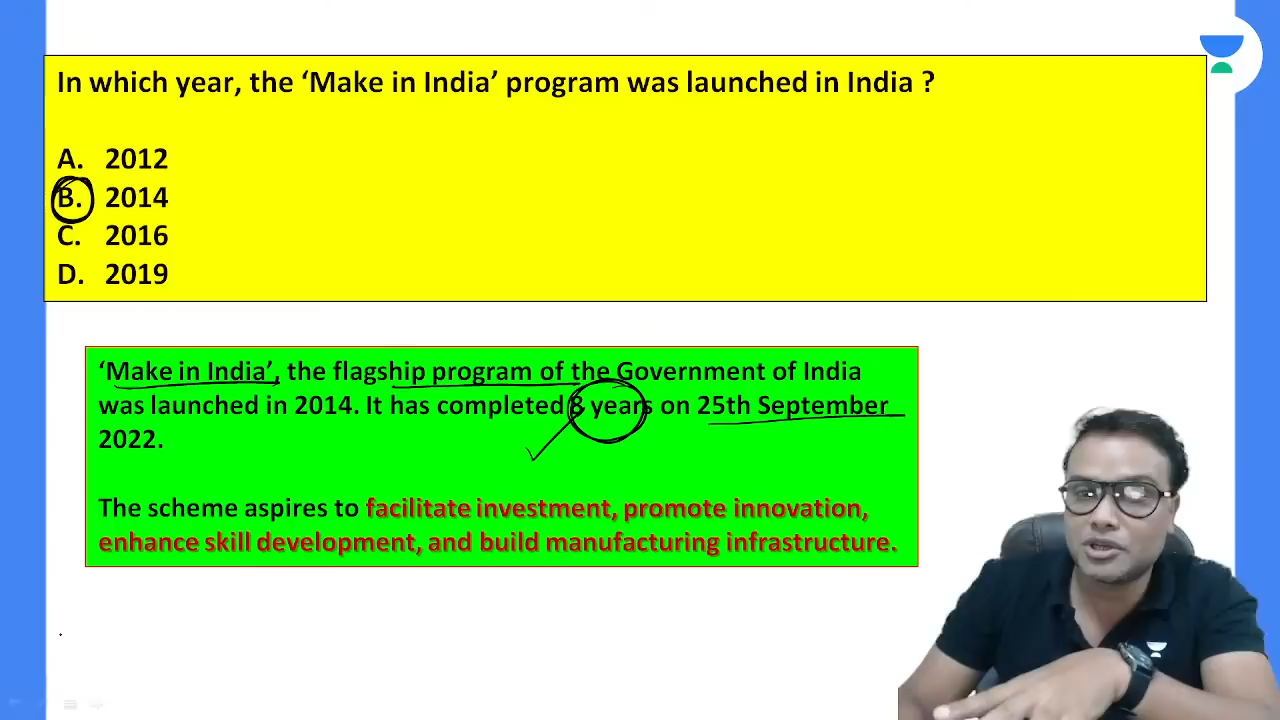 In which year, the ‘Make in India’ program was launched in India ?
A. 2012
B. 2014
C. 2016
D. 2019
‘Make in India’, the flagship program of the Government of India
was launched in 2014. It has completed 8 years on 25th September
2022.
The scheme aspires to facilitate investment, promote innovation,
enhance skill development, and build manufacturing infrastructure.